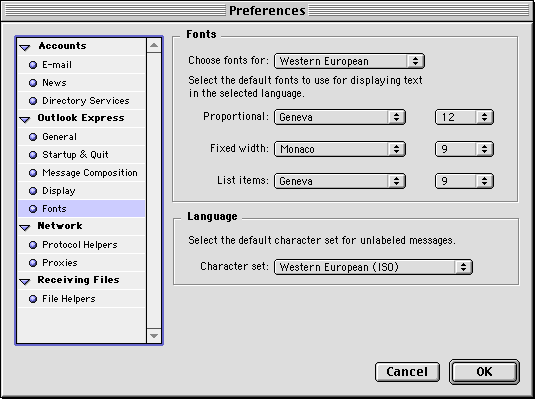 Preferences
Accounts
E-mail
News
Directory Services
Outlook Express
General
Startup & Quit
Message Composition
Display
Fonts
Network
Protocol Helpers
Proxies
Receiving Files
File Helpers
Fonts
Choose fonts for: Western European
Select the default fonts to use for displaying text
in the selected language.
Proportional: Geneva 12
Fixed width: Monaco 9
List items: Geneva 9
Language
Select the default character set for unlabeled messages.
Character set: Western European (ISO)
Cancel OK